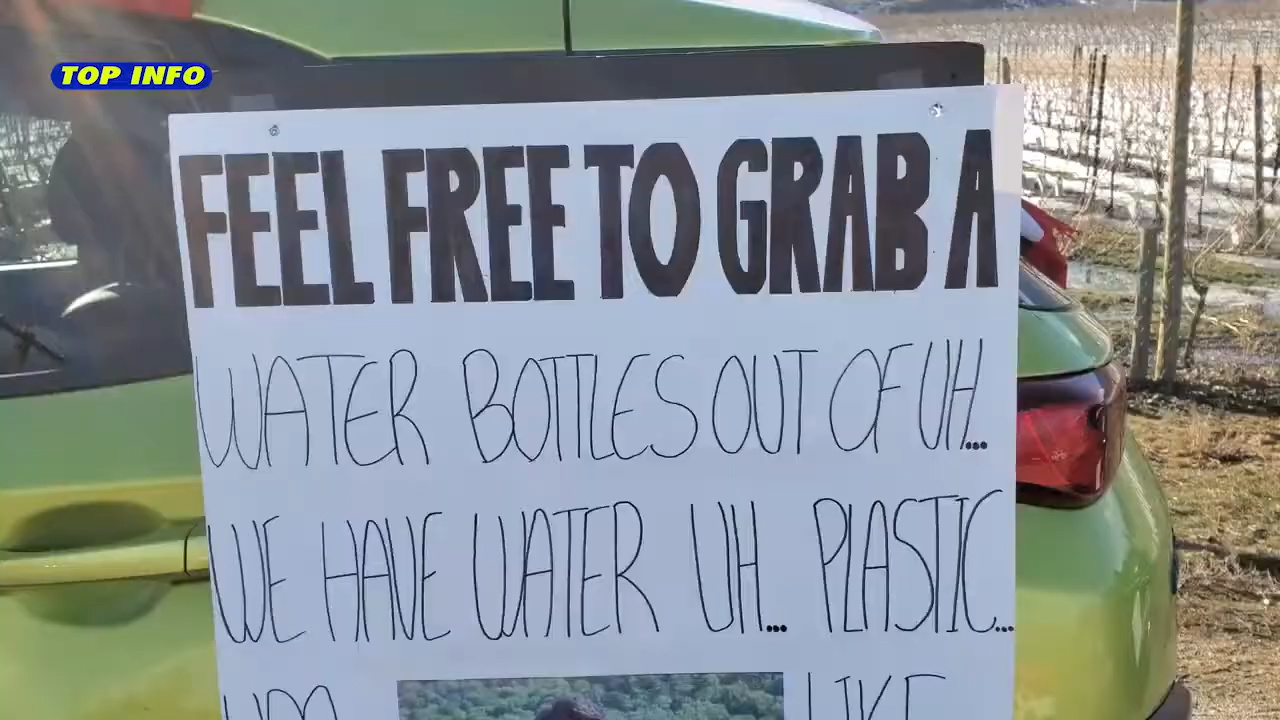 TOP INFO
FEEL FREE TO GRAB A
WATER BOTTLES OUT OF UH...
WE HAVE WATER UH... PLASTIC...
LIKE